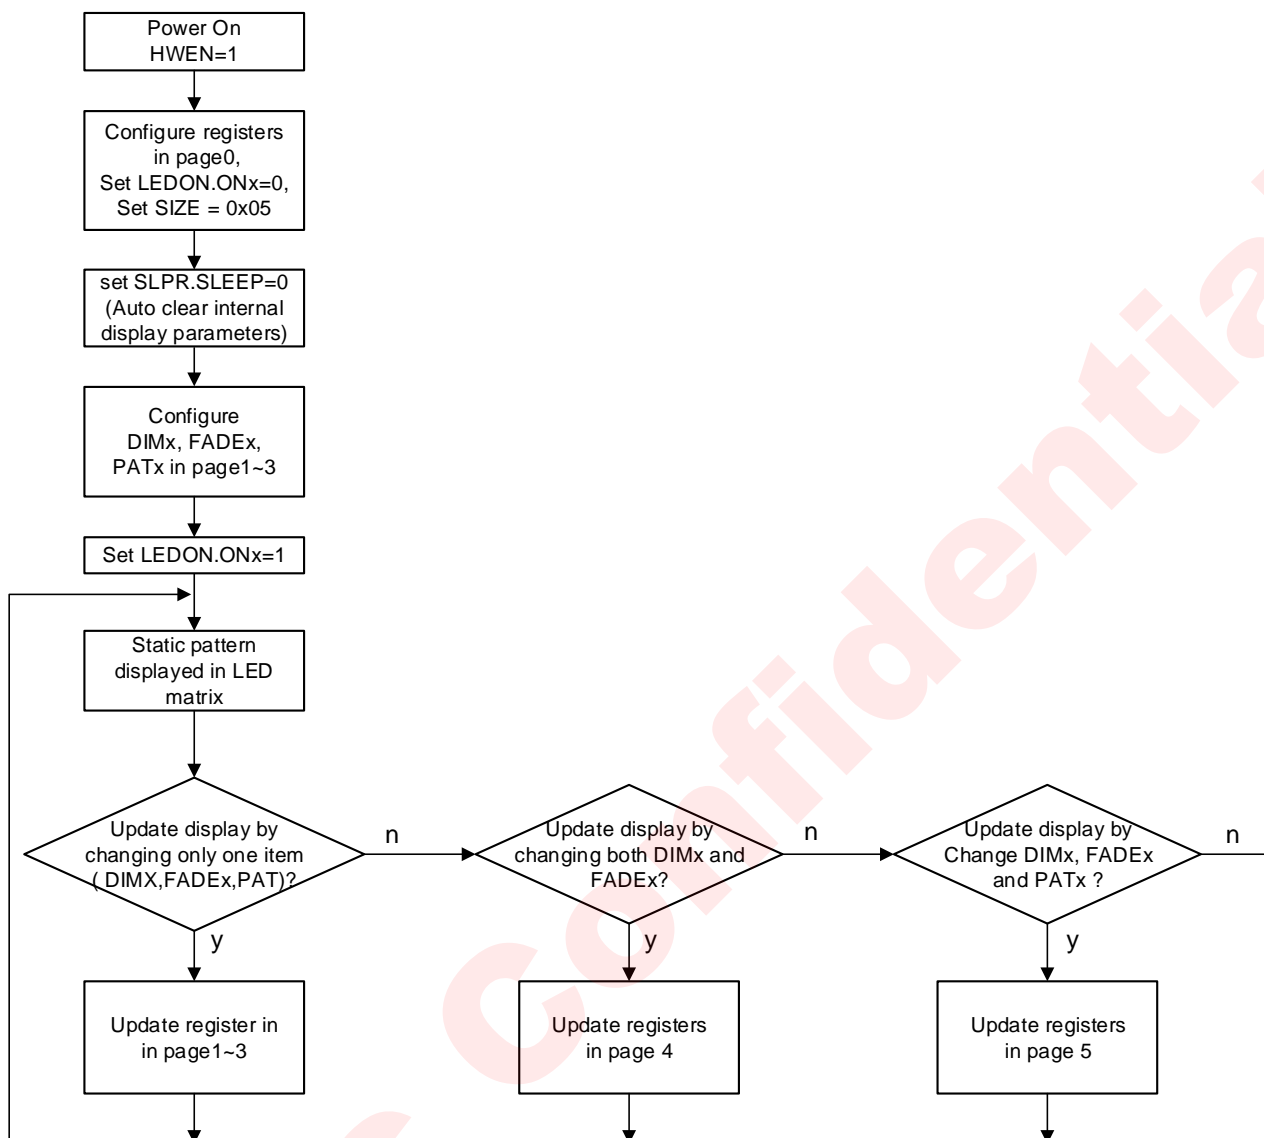 Power On
HWEN=1
Configure registers
in page0,
Set LEDON.ONx=0,
Set SIZE = 0x05
set SLPR.SLEEP=0
(Auto clear internal
display parameters)
Configure
DIMx, FADEx,
PATx in page1~3
Set LEDON.ONx=1
Static pattern
displayed in LED
matrix
Update display by
changing only one item
( DIMX,FADEx,PAT)?
n
Update display by
changing both DIMx and
FADEx?
n
Update display by
Change DIMx, FADEx
and PATx ?
n
y
y
y
Update register in
in page1~3
Update registers
in page 4
Update registers
in page 5
Confidentia